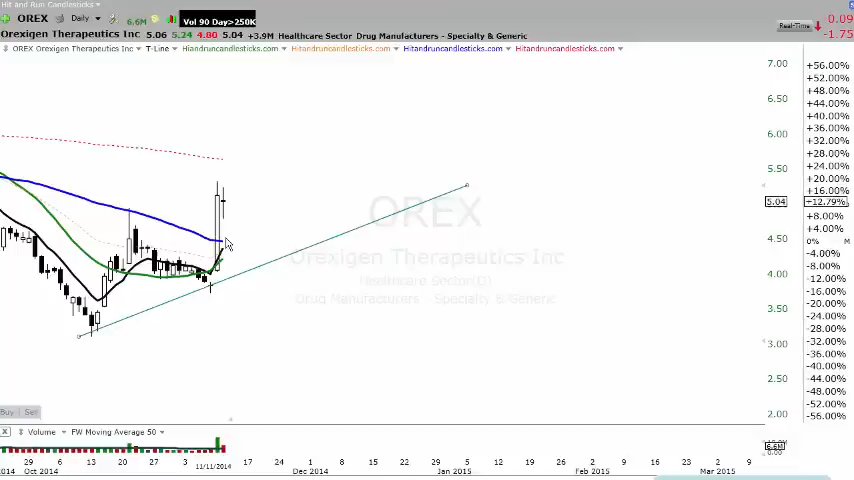 Hit and Run Candlesticks
OREX Daily 6.6M Vol 90 Day>250K Real-Time 0.09
Orexigen Therapeutics Inc 5.06 5.24 4.80 5.04 +3.9M Healthcare Sector Drug Manufacturers - Specialty & Generic -1.75
OREX Orexigen Therapeutics Inc T-Line Hiandruncandlesticks.com Hitandruncandlesticks.com Hitandruncandlesticks.com Hitandruncandlesticks.com
7.00 +56.00%
+52.00%
+48.00%
6.50 +44.00%
+40.00%
+36.00%
6.00 +32.00%
+28.00%
+24.00%
5.50 +20.00%
+16.00%
5.04 +12.79%
+8.00%
+4.00%
4.50 0% M
-4.00%
-8.00%
4.00 -12.00%
-16.00%
-20.00%
3.50 -24.00%
-28.00%
-32.00%
3.00 -36.00%
-40.00%
-44.00%
2.50 -48.00%
-52.00%
2.00 -56.00%
OREX
Orexigen Therapeutics Inc
Healthcare Sector(G)
Drug Manufacturers - Specialty & Generic
Buy Sel
X Volume FW Moving Average 50
6.6M
29 6 13 20 27 3 11/11/2014 17 24 1 8 15 22 29 5 12 20 26 2 9 16 23 2 9
2014 Oct 2014 Dec 2014 Jan 2015 Feb 2015 Mar 2015